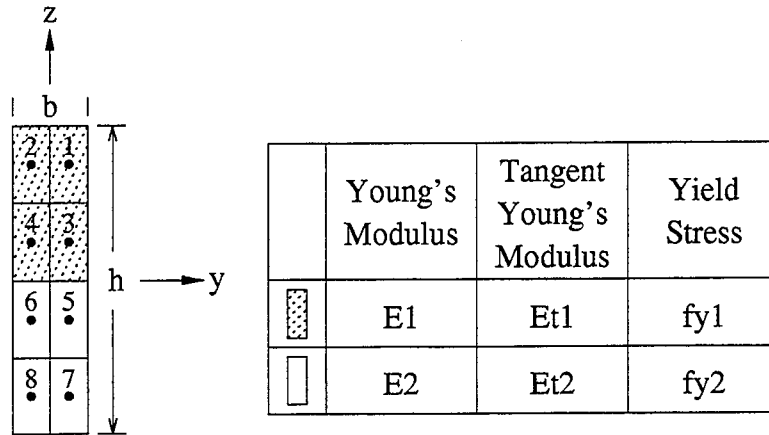 z
b
2 1
4 3
h
y
6 5
8 7
Young's Modulus
Tangent Young's Modulus
Yield Stress
E1 Et1 fy1
E2 Et2 fy2